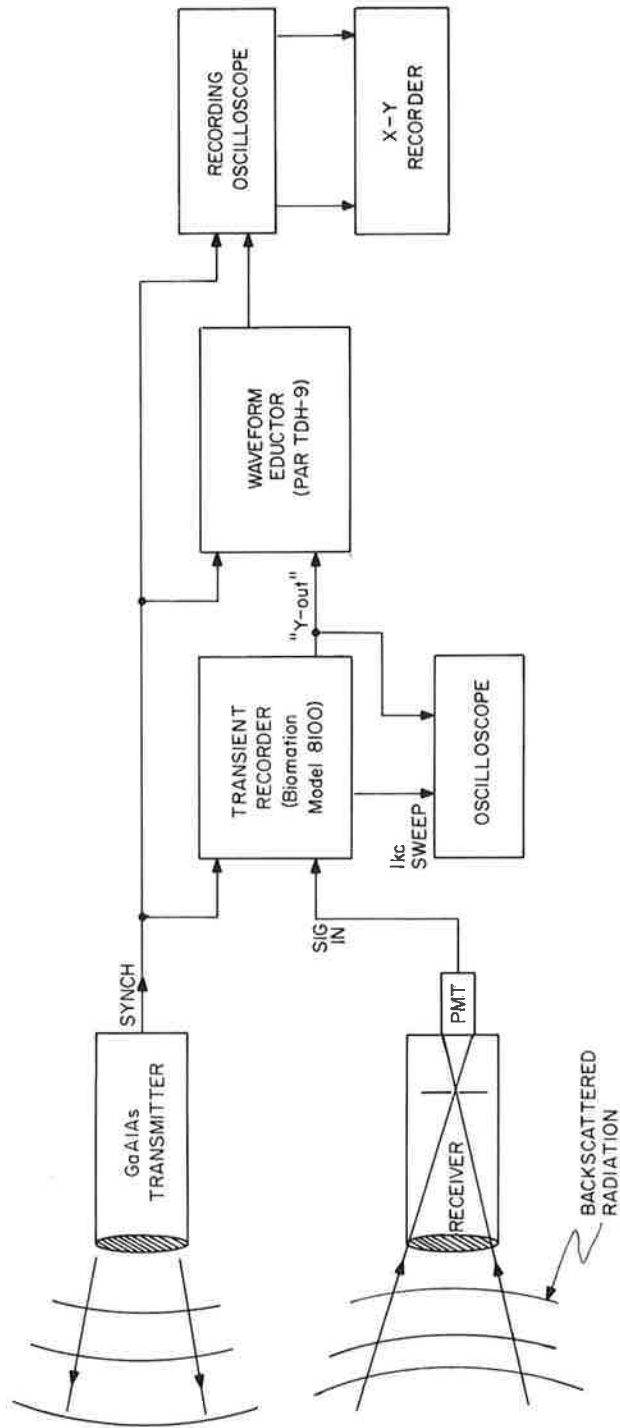 GaAlAs
TRANSMITTER
SYNCH
RECEIVER
P.M.T
BACKSCATTERED
RADIATION
SIG
IN
TRANSIENT
RECORDER
(Biomation
Model 8100)
1kc
SWEEP
OSCILLOSCOPE
"Y-out"
WAVEFORM
EDUCTOR
(PAR TDH-9)
RECORDING
OSCILLOSCOPE
X-Y
RECORDER